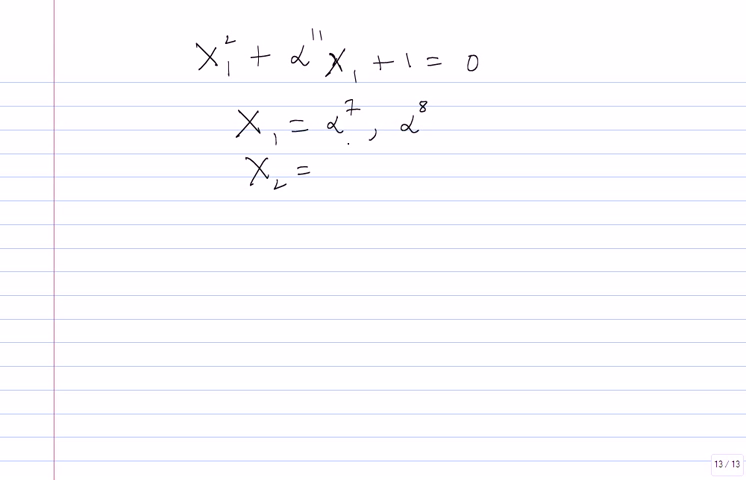 X₁² + α¹¹X₁ + 1 = 0
X₁ = α⁷, α⁸
X₂ =
13 / 13